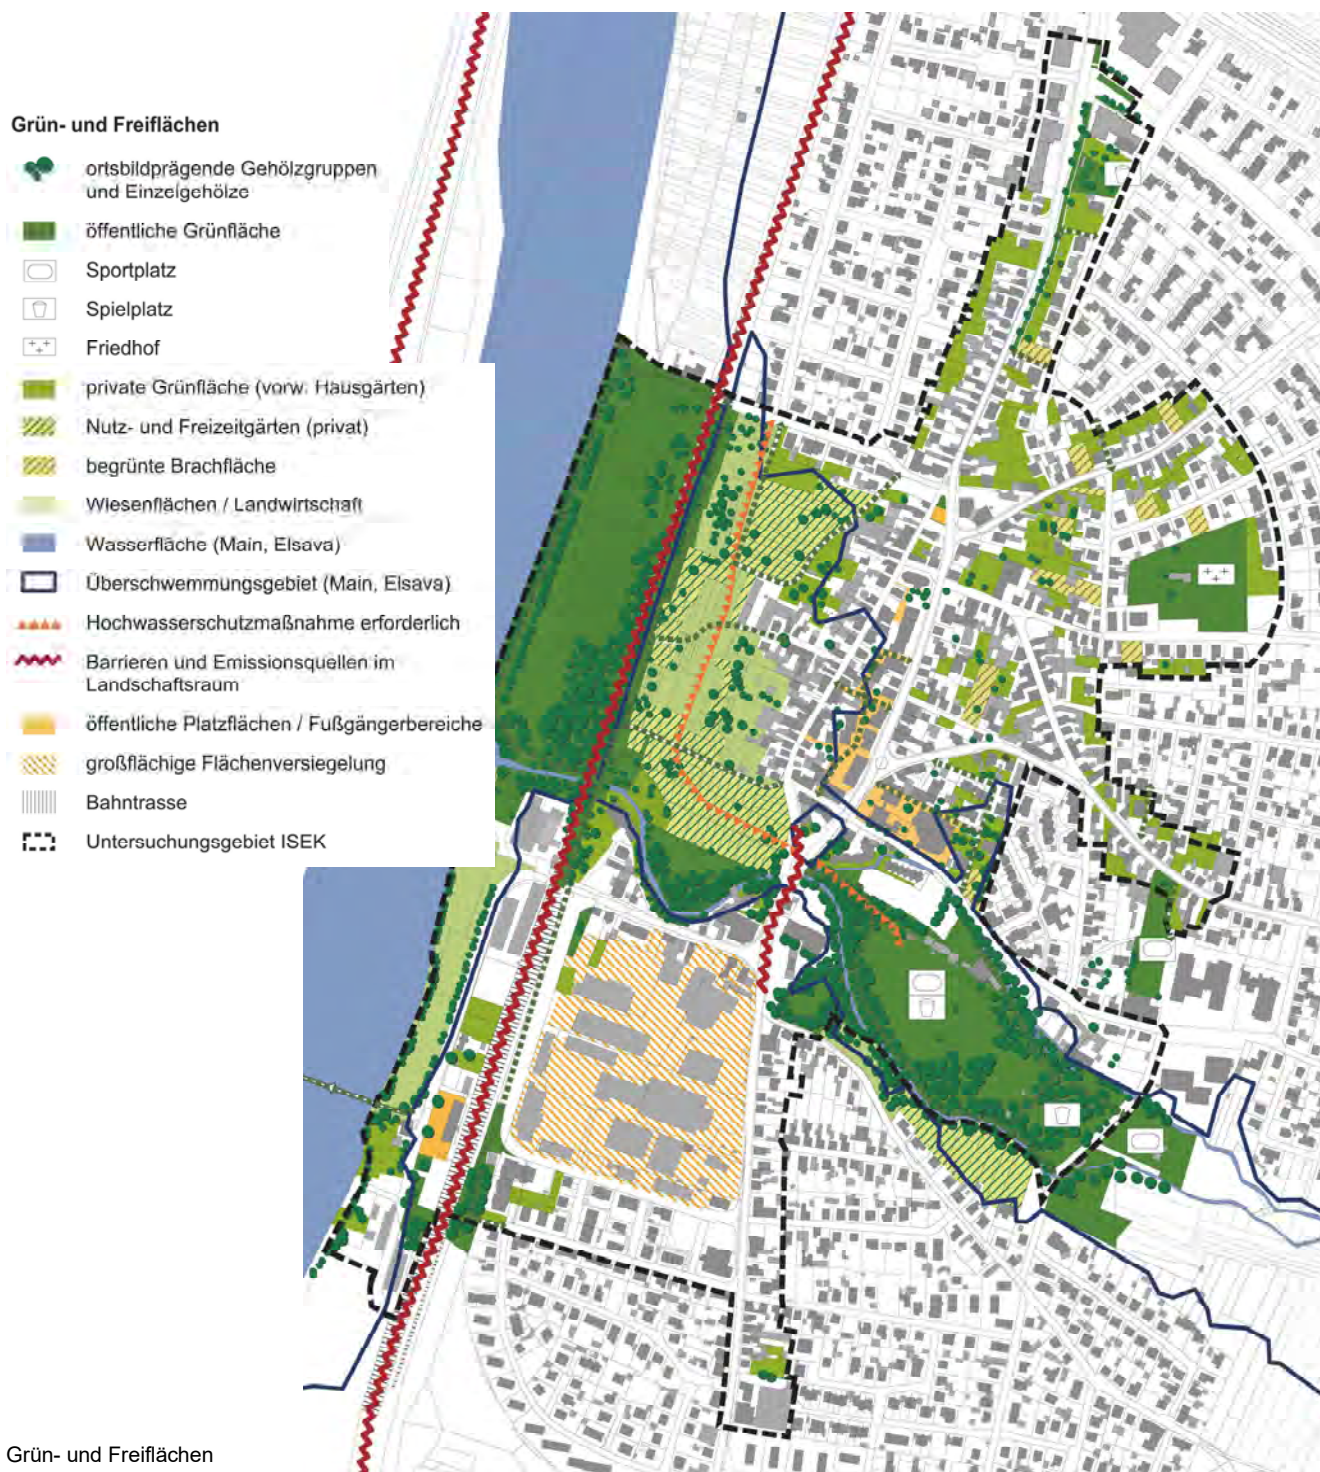 Grün- und Freiflächen
ortsbildprägende Gehölzgruppen
und Einzelgehölze
öffentliche Grünfläche
Sportplatz
Spielplatz
Friedhof
private Grünfläche (vorw. Hausgärten)
Nutz- und Freizeitgärten (privat)
begrünte Brachfläche
Wiesenflächen / Landwirtschaft
Wasserfläche (Main, Elsava)
Überschwemmungsgebiet (Main, Elsava)
Hochwasserschutzmaßnahme erforderlich
Barrieren und Emissionsquellen im
Landschaftsraum
öffentliche Platzflächen / Fußgängerbereiche
großflächige Flächenversiegelung
Bahntrasse
Untersuchungsgebiet ISEK
Grün- und Freiflächen